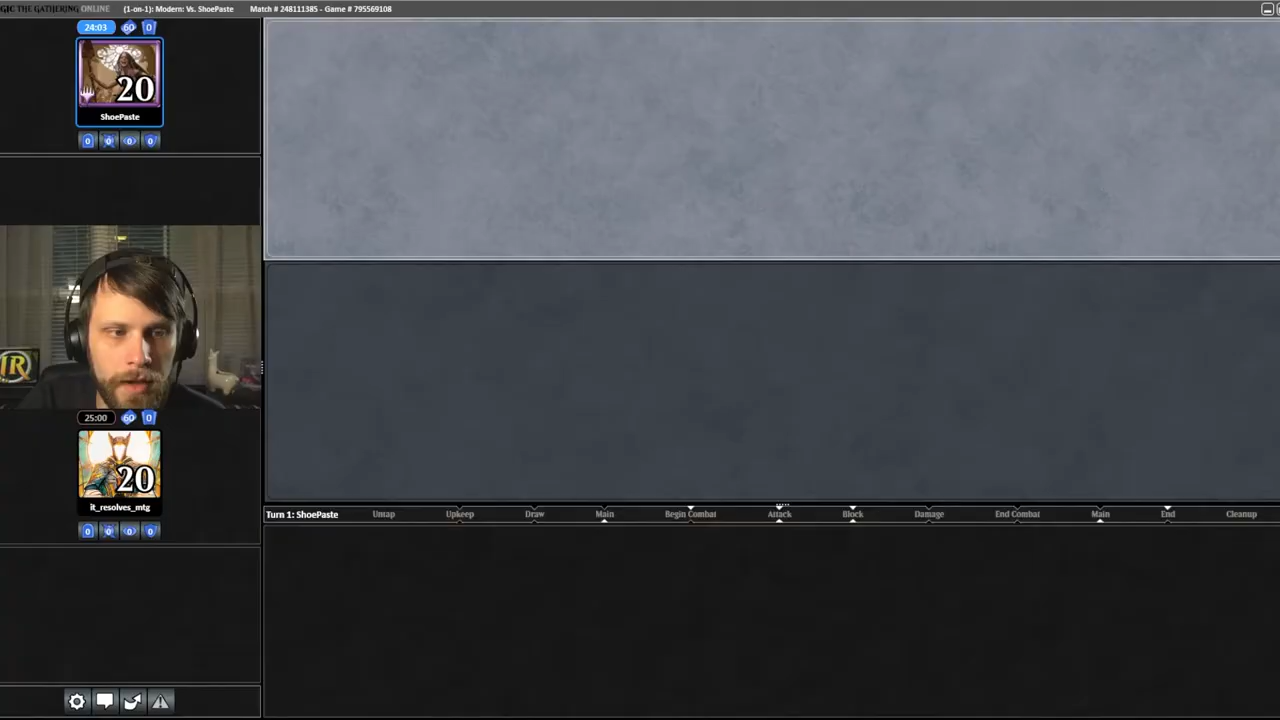 GIC THE GATHERING ONLINE (1-on-1): Modern: Vs. ShoePaste Match # 248111385 - Game # 795569108
24:03 60 0
20
ShoePaste
0 0 0 0
IR
25:00 60 0
20
it_resolves_mtg
0 0 0 0
Turn 1: ShoePaste Untap Upkeep Draw Main Begin Combat Attack Block Damage End Combat Main End Cleanup